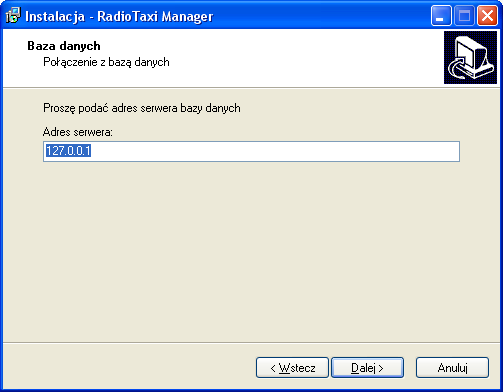 Instalacja - RadioTaxi Manager
Baza danych
Połączenie z bazą danych
Proszę podać adres serwera bazy danych
Adres serwera:
127.0.0.1
< Wstecz
Dalej >
Anuluj